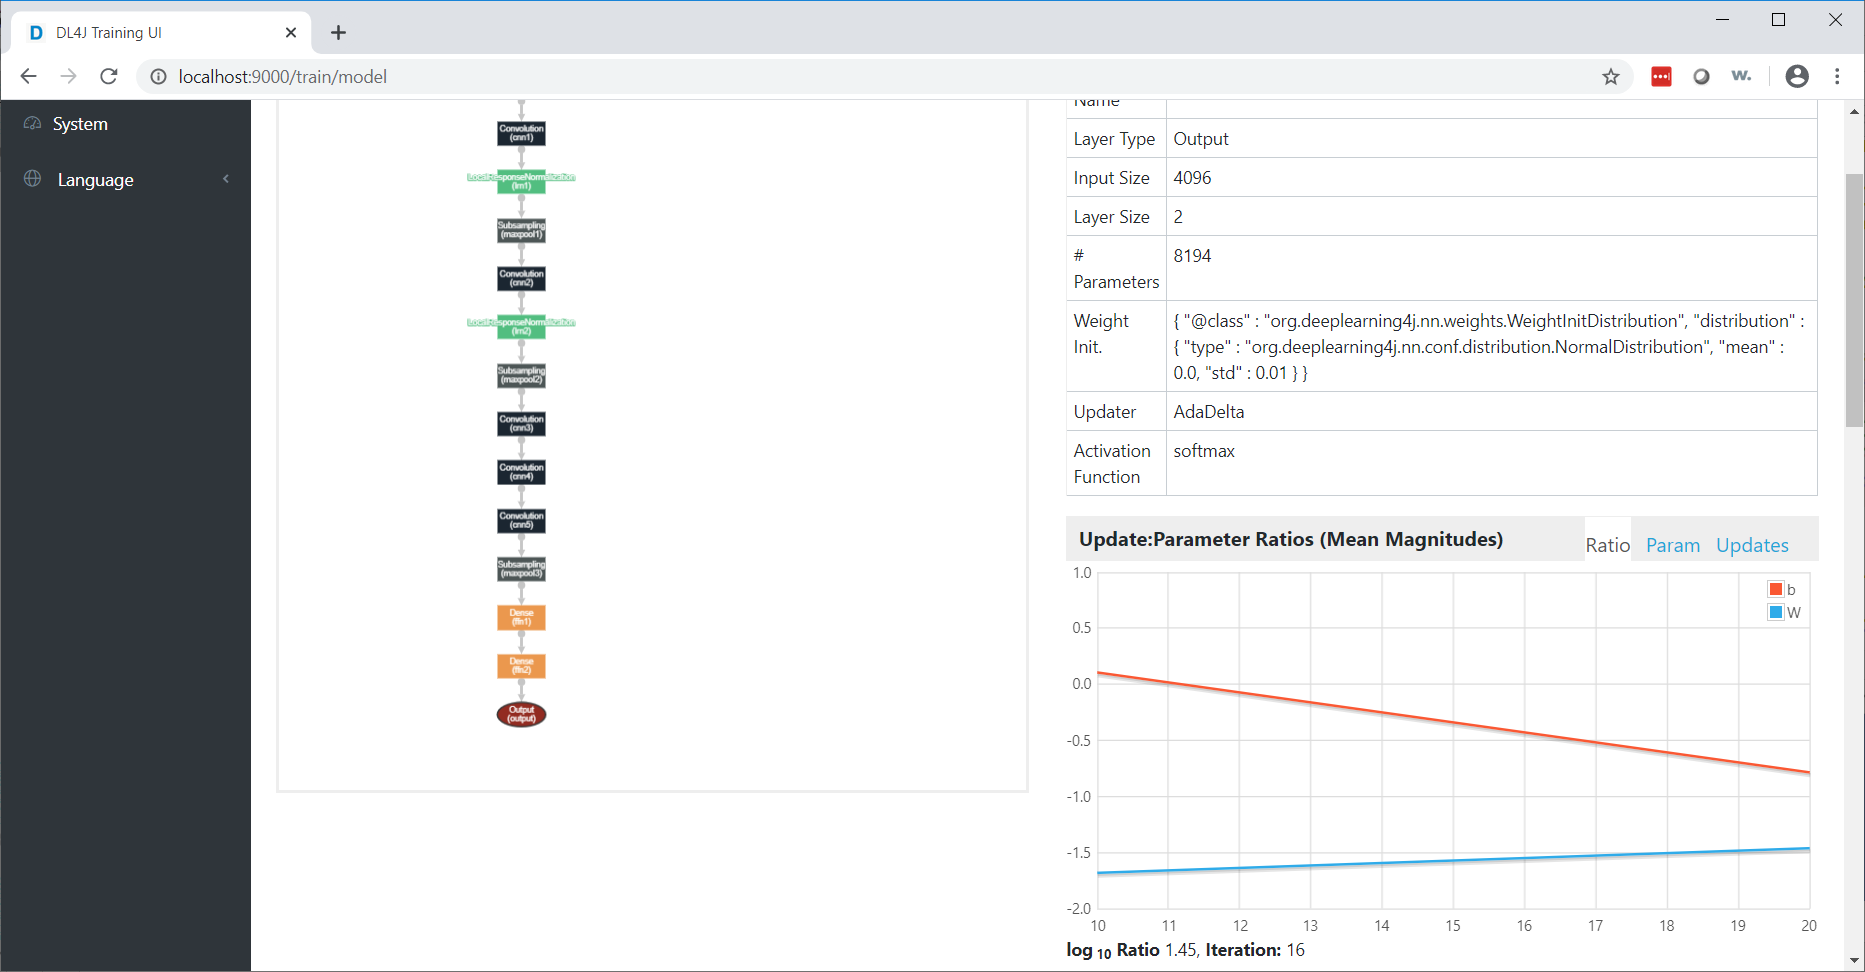 DL4J Training UI
localhost:9000/train/model
System
Language
Convolution
(cnn1)
LocalResponseNormalization
(lrn1)
Subsampling
(maxpool1)
Convolution
(cnn2)
LocalResponseNormalization
(lrn2)
Subsampling
(maxpool2)
Convolution
(cnn3)
Convolution
(cnn4)
Convolution
(cnn5)
Subsampling
(maxpool3)
Dense
(ffn1)
Dense
(ffn2)
Output
(output)
Name
Layer Type Output
Input Size 4096
Layer Size 2
#
Parameters
8194
Weight
Init.
{ "@class" : "org.deeplearning4j.nn.weights.WeightInitDistribution", "distribution" :
{ "type" : "org.deeplearning4j.nn.conf.distribution.NormalDistribution", "mean" :
0.0, "std" : 0.01 } }
Updater AdaDelta
Activation
Function
softmax
Update:Parameter Ratios (Mean Magnitudes)
Ratio Param Updates
1.0
0.5
0.0
-0.5
-1.0
-1.5
-2.0
b
W
10 11 12 13 14 15 16 17 18 19 20
log 10 Ratio 1.45, Iteration: 16